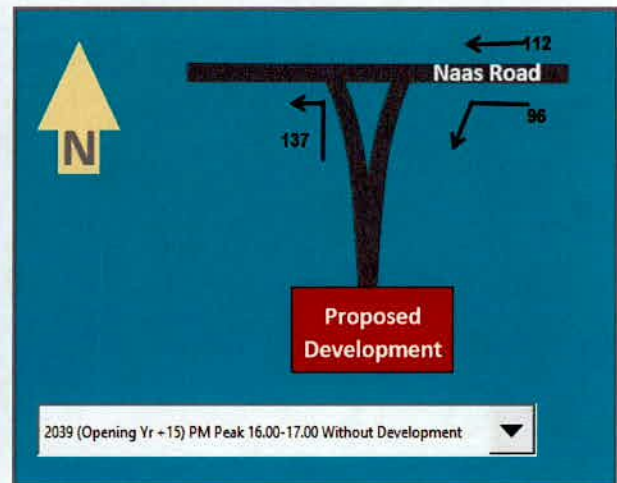 112
Naas Road
96
137
N
Proposed
Development
2039 (Opening Yr +15) PM Peak 16.00-17.00 Without Development